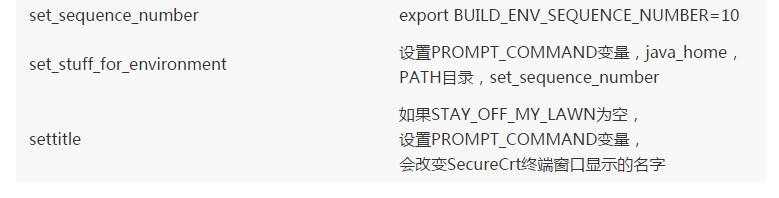 set_sequence_number export BUILD_ENV_SEQUENCE_NUMBER=10
set_stuff_for_environment
设置PROMPT_COMMAND变量，java_home，
PATH目录，set_sequence_number
settitle
如果STAY_OFF_MY_LAWN为空，
设置PROMPT_COMMAND变量，
会改变SecureCrt终端窗口显示的名字